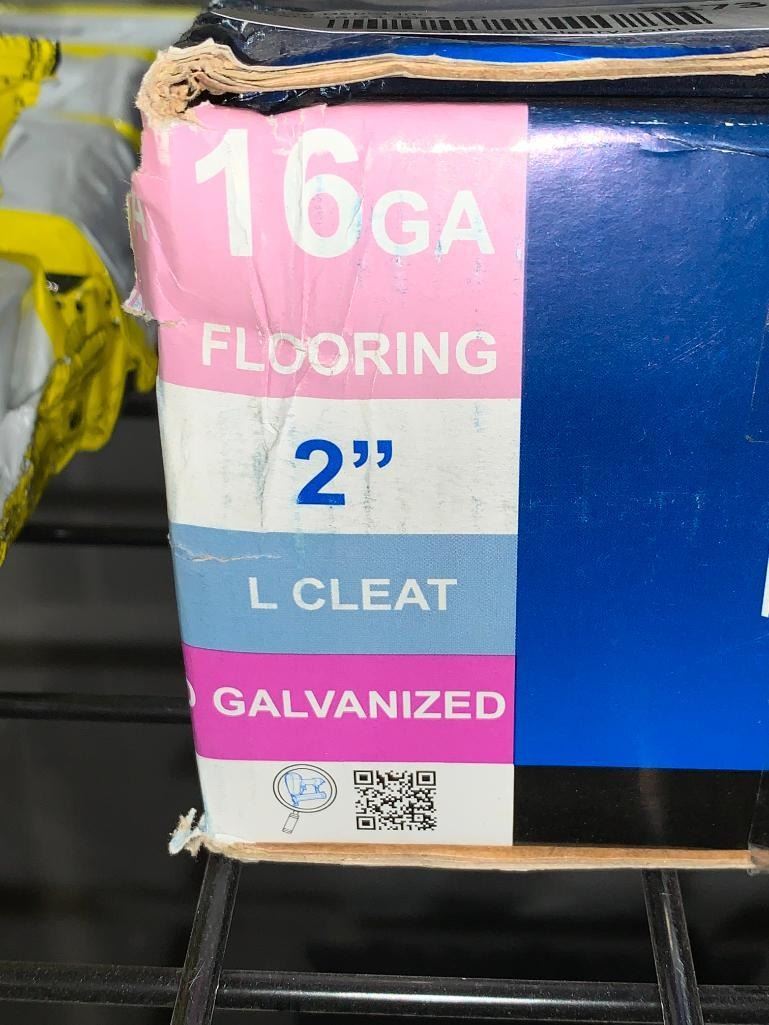 16GA
FLOORING
2”
L CLEAT
GALVANIZED